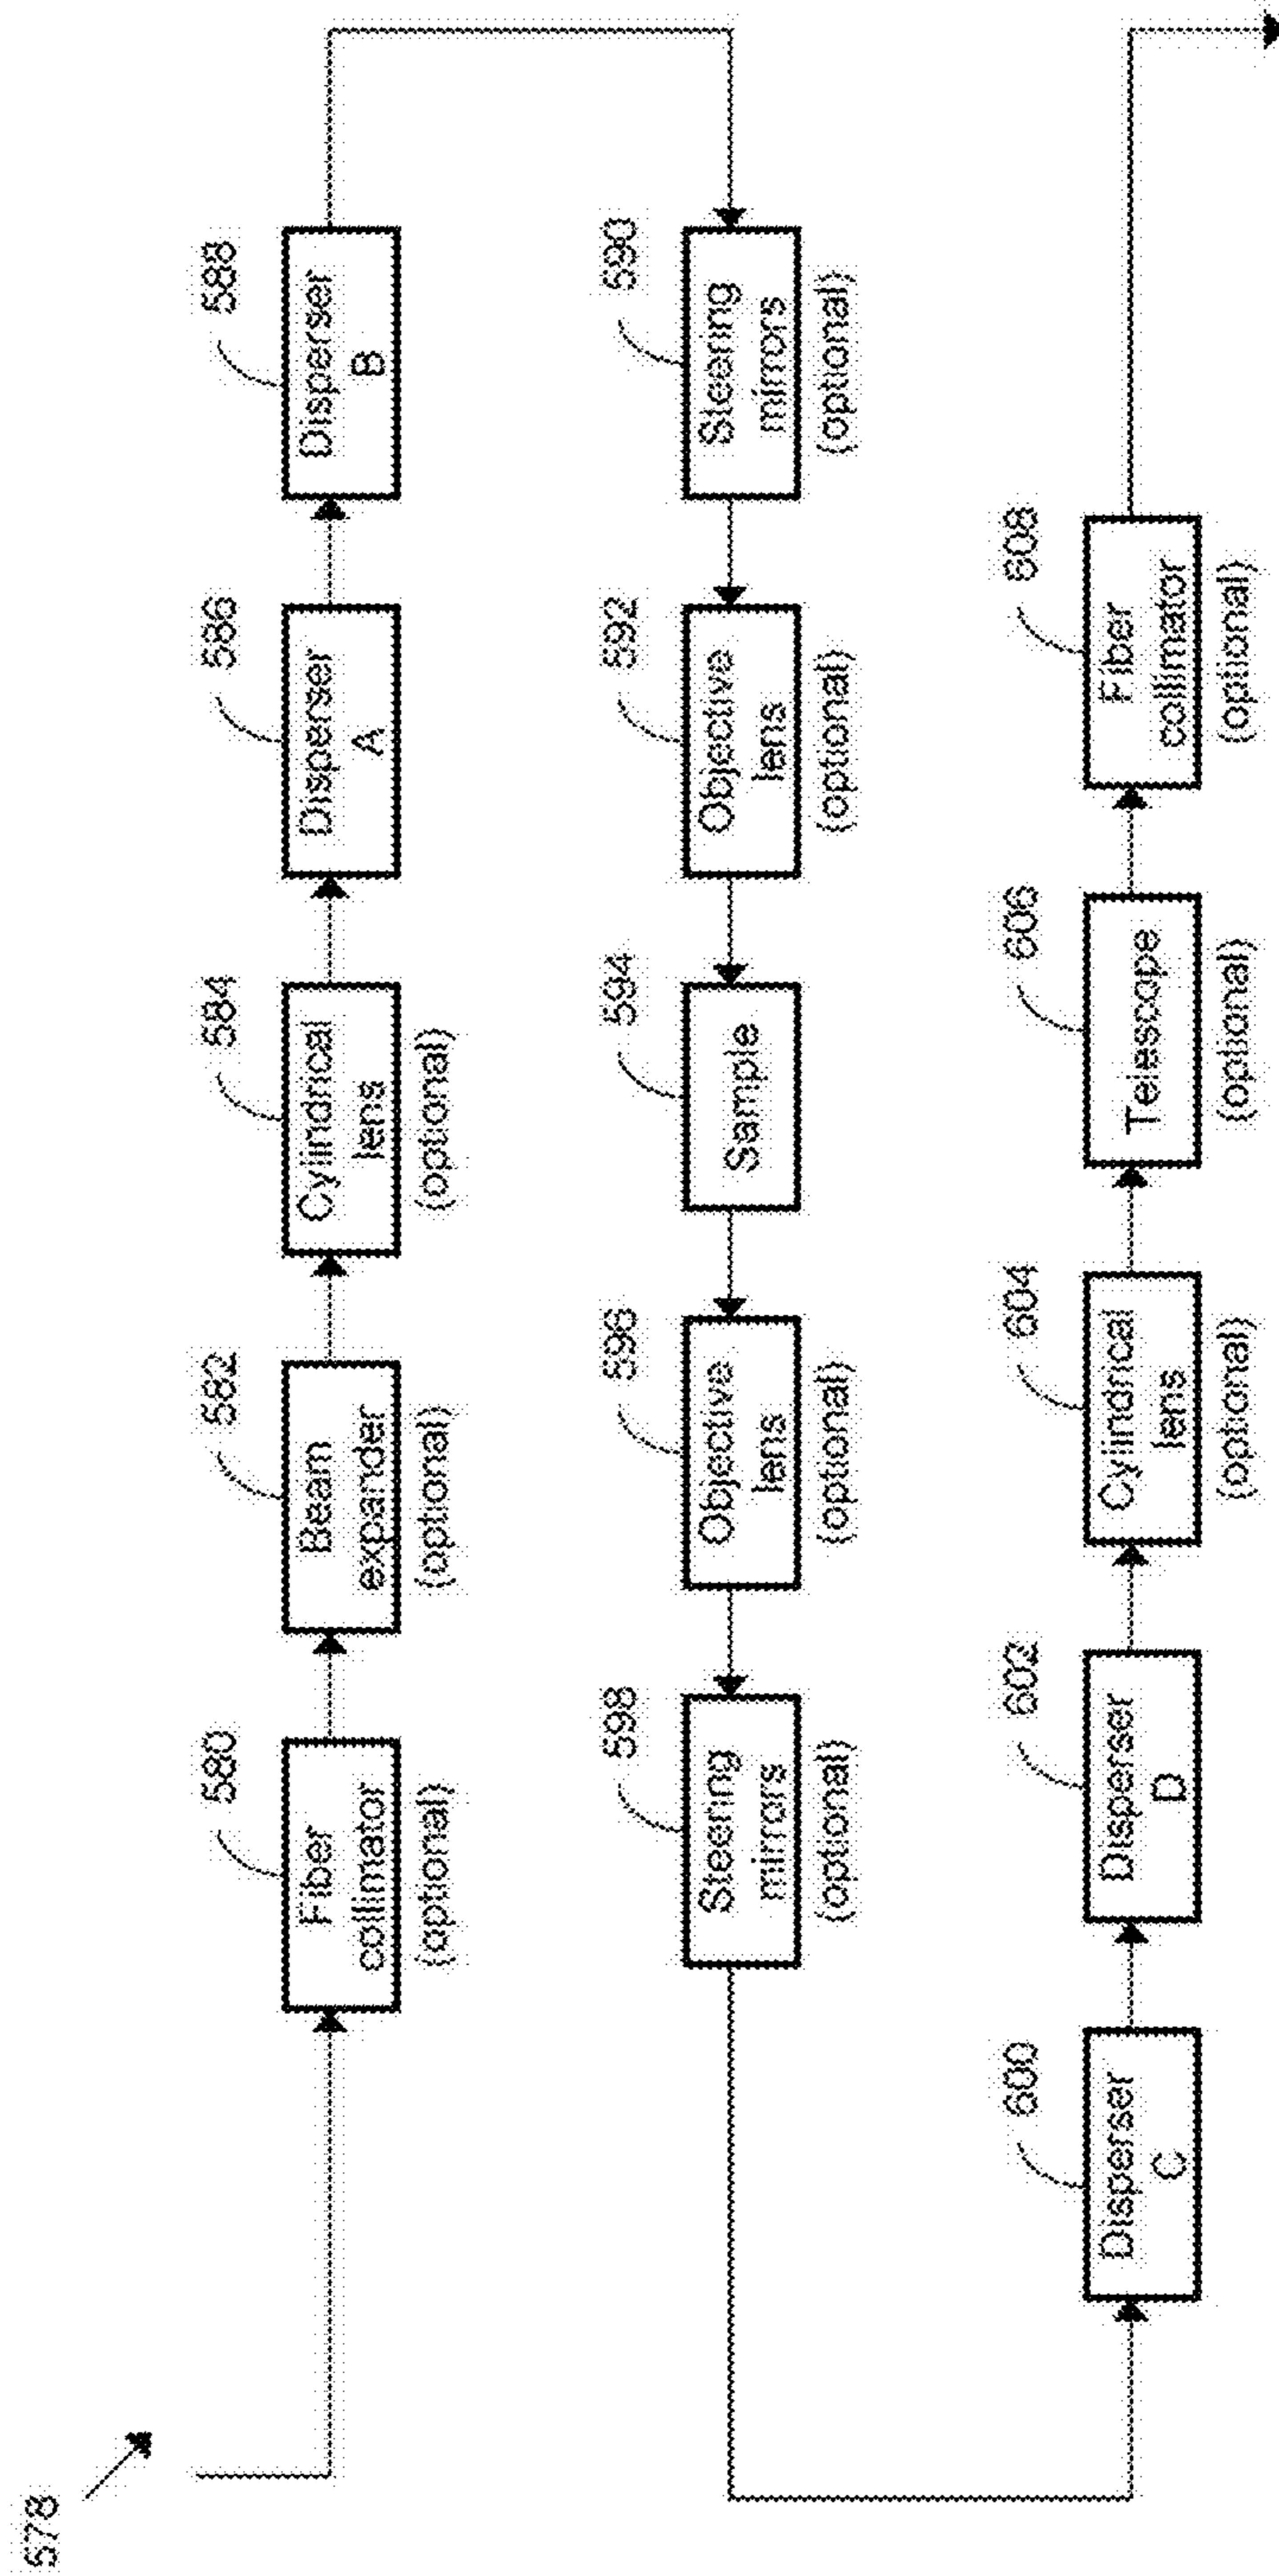 578
580
Fiber
collimator
(optional)
582
Beam
expander
(optional)
584
Cylindrical
lens
(optional)
586
Disperser
A
588
Disperser
B
590
Steering
mirrors
(optional)
592
Objective
lens
(optional)
594
Sample
596
Objective
lens
(optional)
598
Steering
mirrors
(optional)
600
Disperser
C
602
Disperser
D
604
Cylindrical
lens
(optional)
606
Telescope
(optional)
608
Fiber
collimator
(optional)